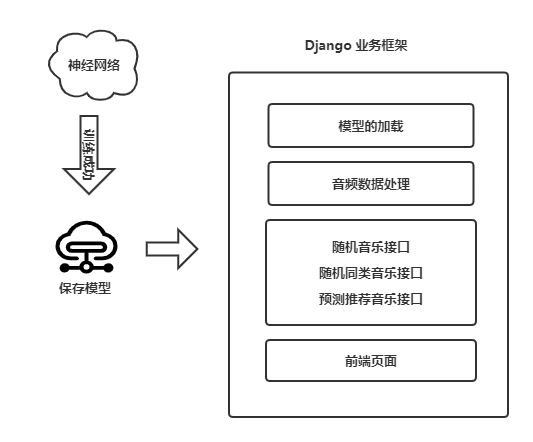 神经网络
训练成功
保存模型
Django 业务框架
模型的加载
音频数据处理
随机音乐接口
随机同类音乐接口
预测推荐音乐接口
前端页面